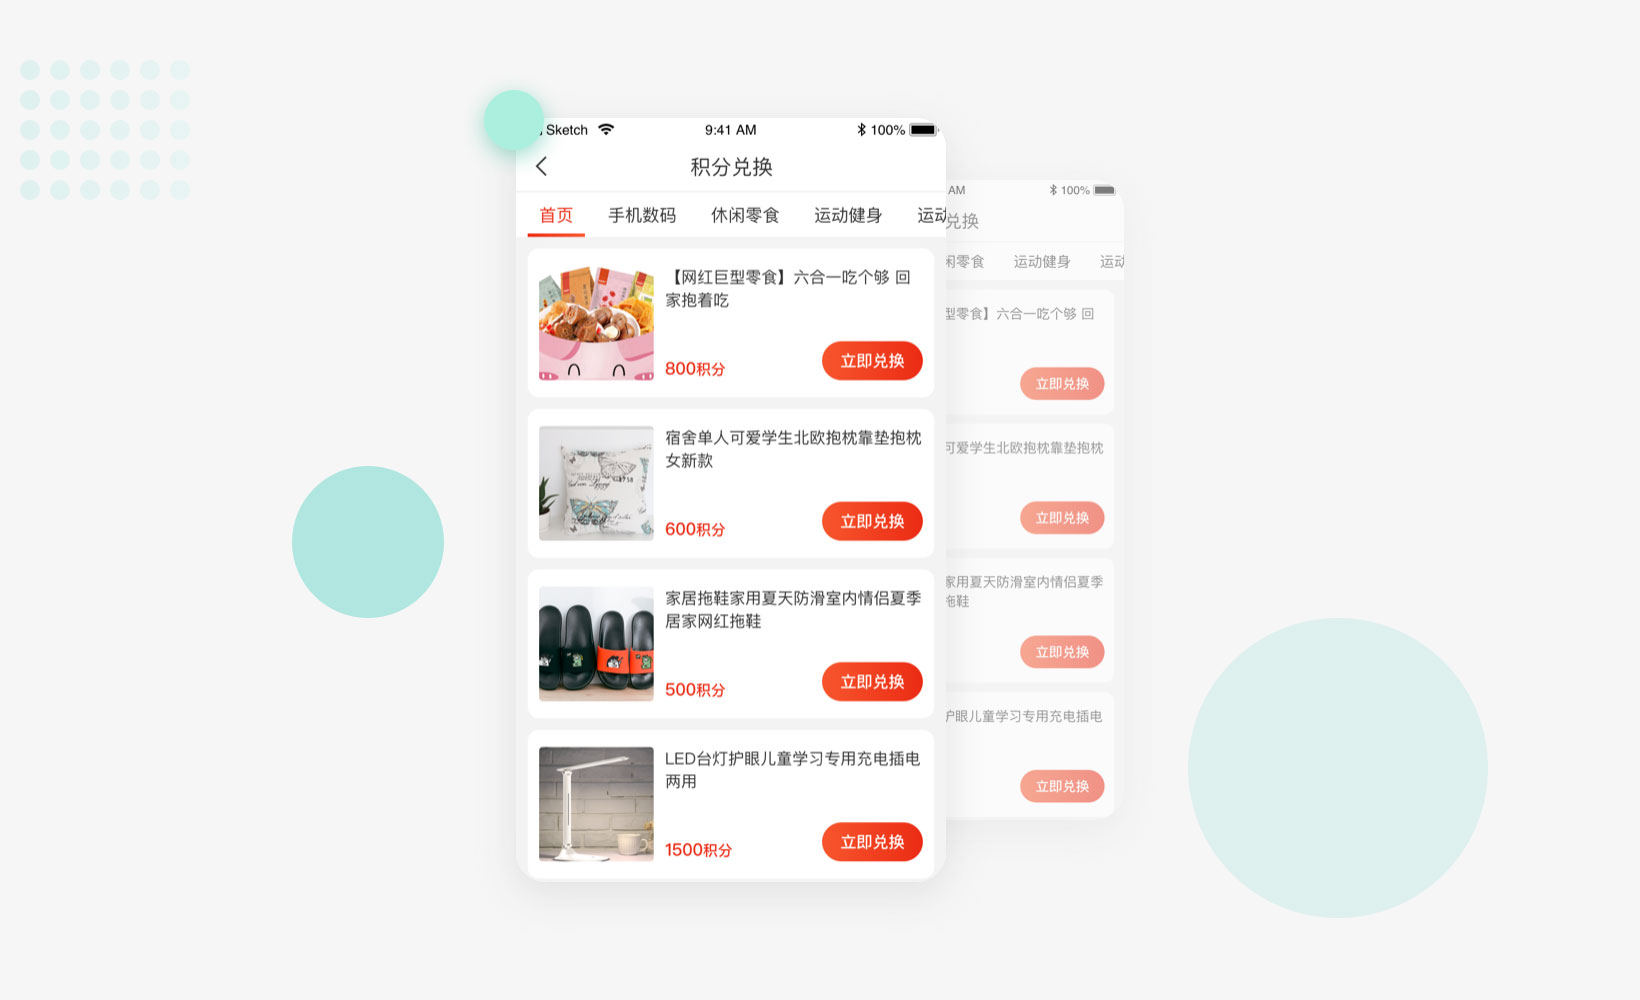 Sketch 9:41 AM 100%
积分兑换
首页 手机数码 休闲零食 运动健身 运动
【网红巨型零食】六合一吃个够 回
家抱着吃
800积分 立即兑换
宿舍单人可爱学生北欧抱枕靠垫抱枕
女新款
600积分 立即兑换
家居拖鞋家用夏天防滑室内情侣夏季
居家网红拖鞋
500积分 立即兑换
LED台灯护眼儿童学习专用充电插电
两用
1500积分 立即兑换
AM 100%
兑换
闲零食 运动健身 运动
型零食】六合一吃个够 回
立即兑换
可爱学生北欧抱枕靠垫抱枕
立即兑换
家用夏天防滑室内情侣夏季
拖鞋
立即兑换
护眼儿童学习专用充电插电
立即兑换